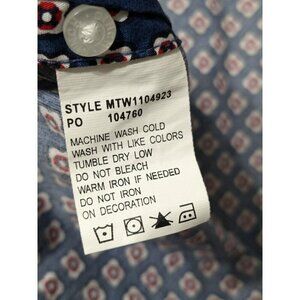 STYLE MTW1104923
PO 104760
MACHINE WASH COLD
WASH WITH LIKE COLORS
TUMBLE DRY LOW
DO NOT BLEACH
WARM IRON IF NEEDED
DO NOT IRON
ON DECORATION